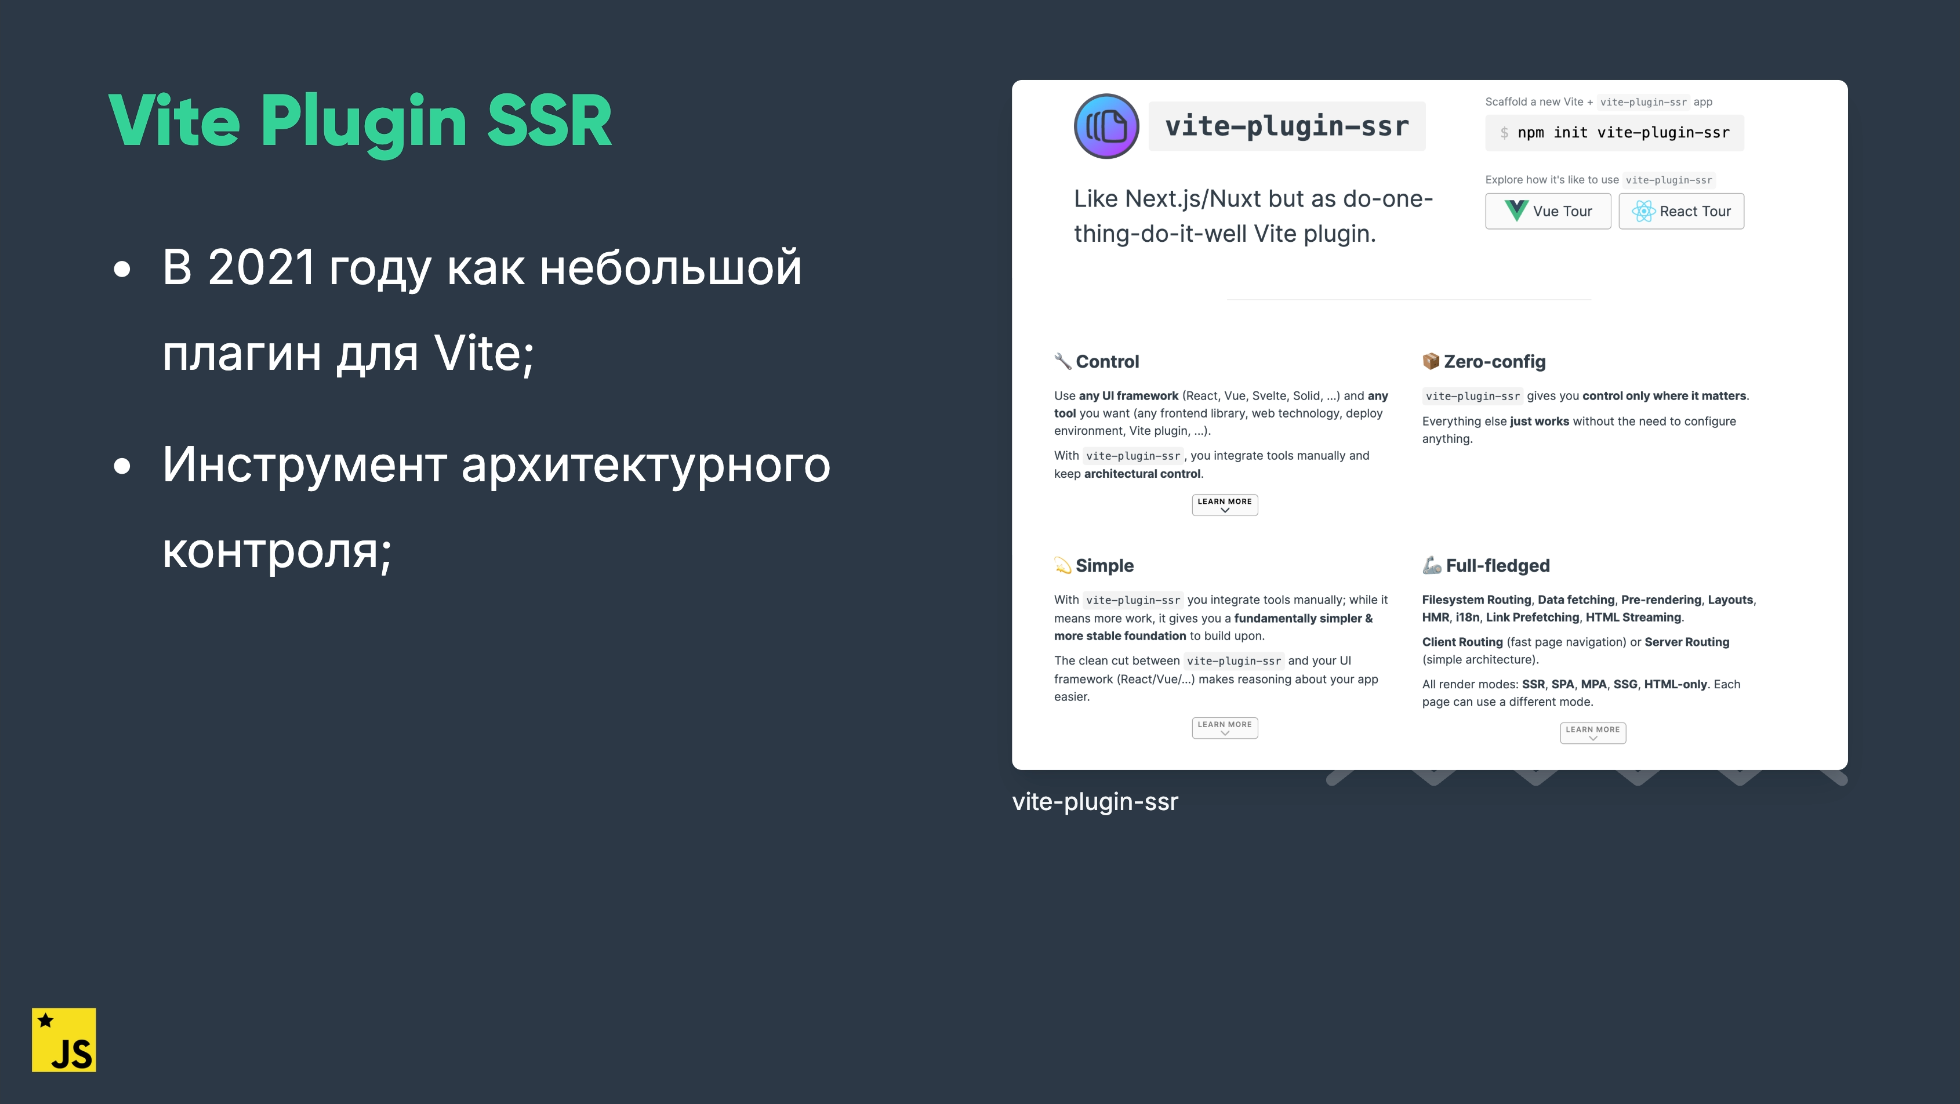 Vite Plugin SSR
• В 2021 году как небольшой
плагин для Vite;
• Инструмент архитектурного
контроля;
vite-plugin-ssr
Like Next.js/Nuxt but as do-one-
thing-do-it-well Vite plugin.
Scaffold a new Vite + vite-plugin-ssr app
$ npm init vite-plugin-ssr
Explore how it's like to use vite-plugin-ssr
Vue Tour
React Tour
Control
Use any UI framework (React, Vue, Svelte, Solid, ...) and any
tool you want (any frontend library, web technology, deploy
environment, Vite plugin, ...).
With vite-plugin-ssr, you integrate tools manually and
keep architectural control.
LEARN MORE
Zero-config
vite-plugin-ssr gives you control only where it matters.
Everything else just works without the need to configure
anything.
Simple
With vite-plugin-ssr you integrate tools manually; while it
means more work, it gives you a fundamentally simpler &
more stable foundation to build upon.
The clean cut between vite-plugin-ssr and your UI
framework (React/Vue/...) makes reasoning about your app
easier.
LEARN MORE
Full-fledged
Filesystem Routing, Data fetching, Pre-rendering, Layouts,
HMR, i18n, Link Prefetching, HTML Streaming.
Client Routing (fast page navigation) or Server Routing
(simple architecture).
All render modes: SSR, SPA, MPA, SSG, HTML-only. Each
page can use a different mode.
LEARN MORE
vite-plugin-ssr
JS